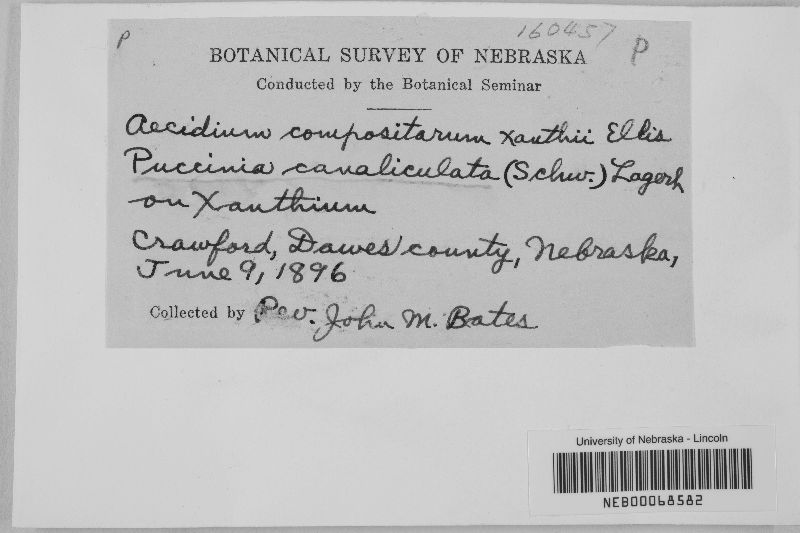 P
160457
P
BOTANICAL SURVEY OF NEBRASKA
Conducted by the Botanical Seminar
Aecidium compositarum xanthii Ellis
Puccinia canaliculata (Schw.) Lagerh
on Xanthium
Crawford, Dawes county, Nebraska,
June 9, 1896
Collected by Rev. John M. Bates
University of Nebraska - Lincoln
NEB00068582